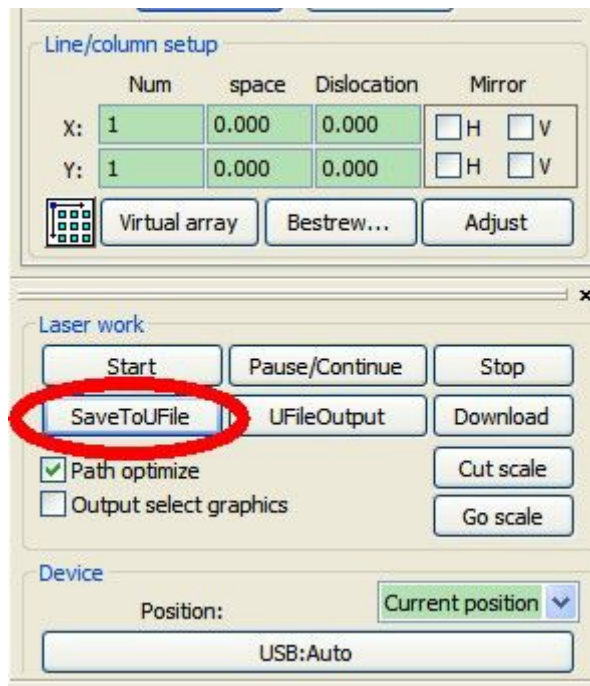 Line/column setup
Num space Dislocation Mirror
X: 1 0.000 0.000 H V
Y: 1 0.000 0.000 H V
Virtual array Bestrew... Adjust
Laser work
Start Pause/Continue Stop
SaveToUFile UFileOutput Download
Path optimize Cut scale
Output select graphics Go scale
Device
Position: Current position
USB:Auto